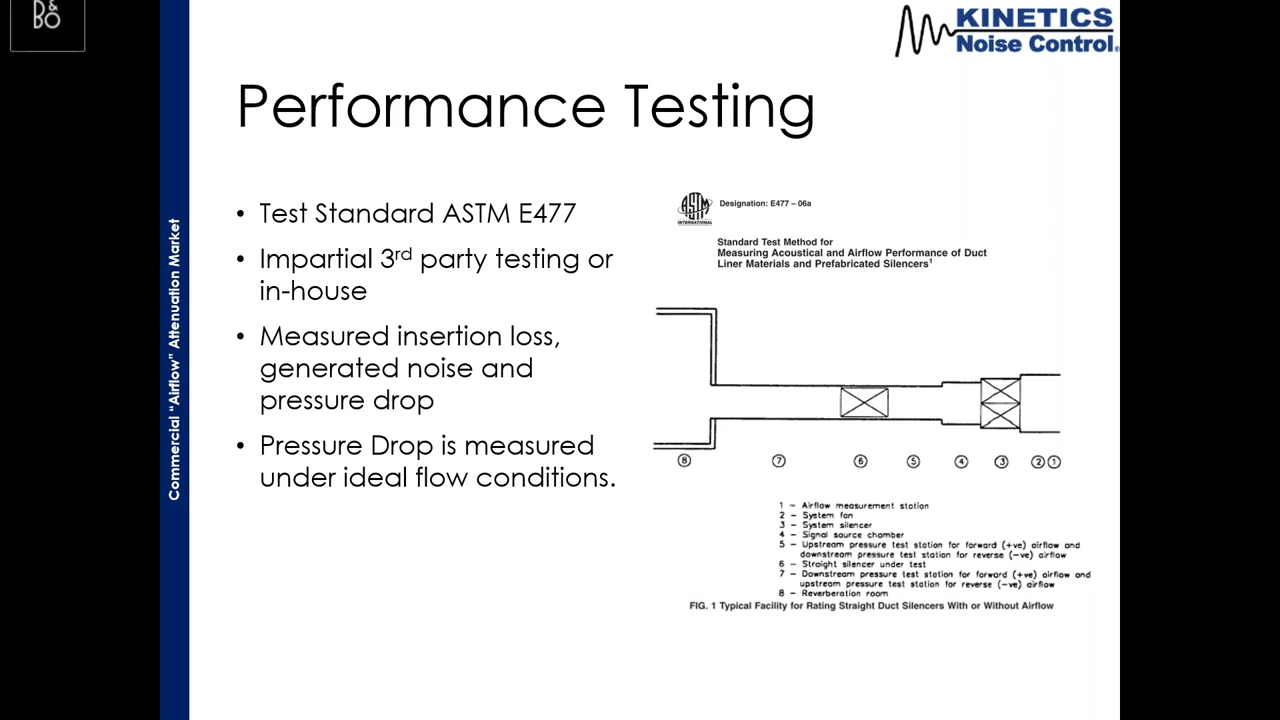 B&
BO
KINETICS
Noise Control®
Performance Testing
Commercial “Airflow” Attenuation Market
• Test Standard ASTM E477
• Impartial 3rd party testing or
in-house
• Measured insertion loss,
generated noise and
pressure drop
• Pressure Drop is measured
under ideal flow conditions.
ASTM
INTERNATIONAL
Designation: E477 – 06a
Standard Test Method for
Measuring Acoustical and Airflow Performance of Duct
Liner Materials and Prefabricated Silencers1
8 7 6 5 4 3 2 1
1 – Airflow measurement station
2 – System fan
3 – System silencer
4 – Signal source chamber
5 – Upstream pressure test station for forward (+ve) airflow and
downstream pressure test station for reverse (–ve) airflow
6 – Straight silencer under test
7 – Downstream pressure test station for forward (+ve) airflow and
upstream pressure test station for reverse (–ve) airflow
8 – Reverberation room
FIG. 1 Typical Facility for Rating Straight Duct Silencers With or Without Airflow